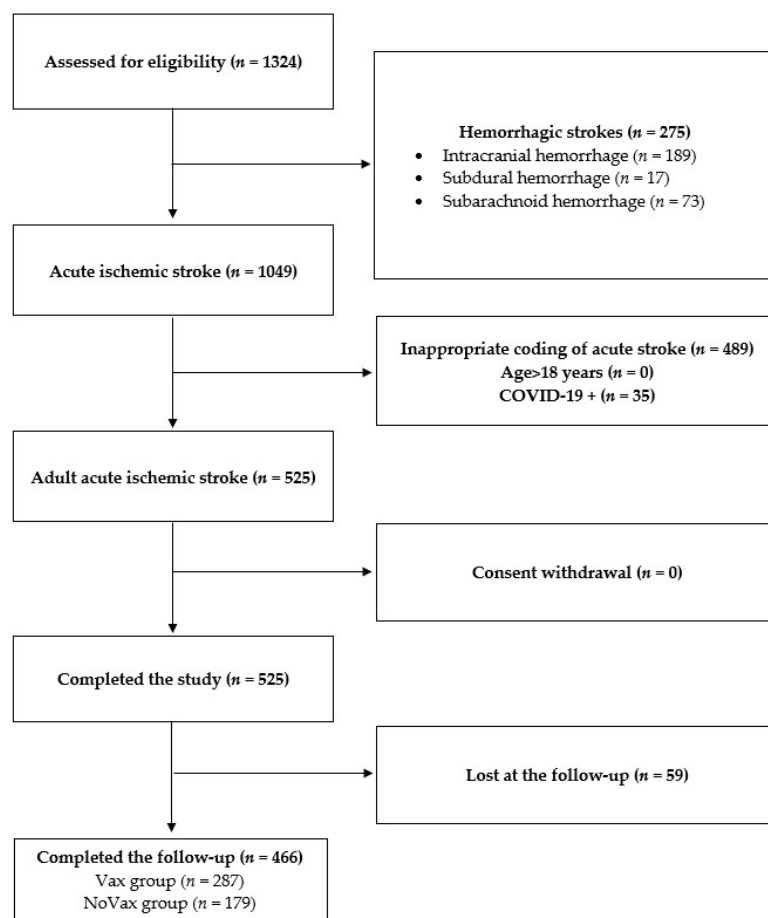 Assessed for eligibility (n = 1324)
Hemorrhagic strokes (n = 275)
• Intracranial hemorrhage (n = 189)
• Subdural hemorrhage (n = 17)
• Subarachnoid hemorrhage (n = 73)
Acute ischemic stroke (n = 1049)
Inappropriate coding of acute stroke (n = 489)
Age>18 years (n = 0)
COVID-19 + (n = 35)
Adult acute ischemic stroke (n = 525)
Consent withdrawal (n = 0)
Completed the study (n = 525)
Lost at the follow-up (n = 59)
Completed the follow-up (n = 466)
Vax group (n = 287)
NoVax group (n = 179)